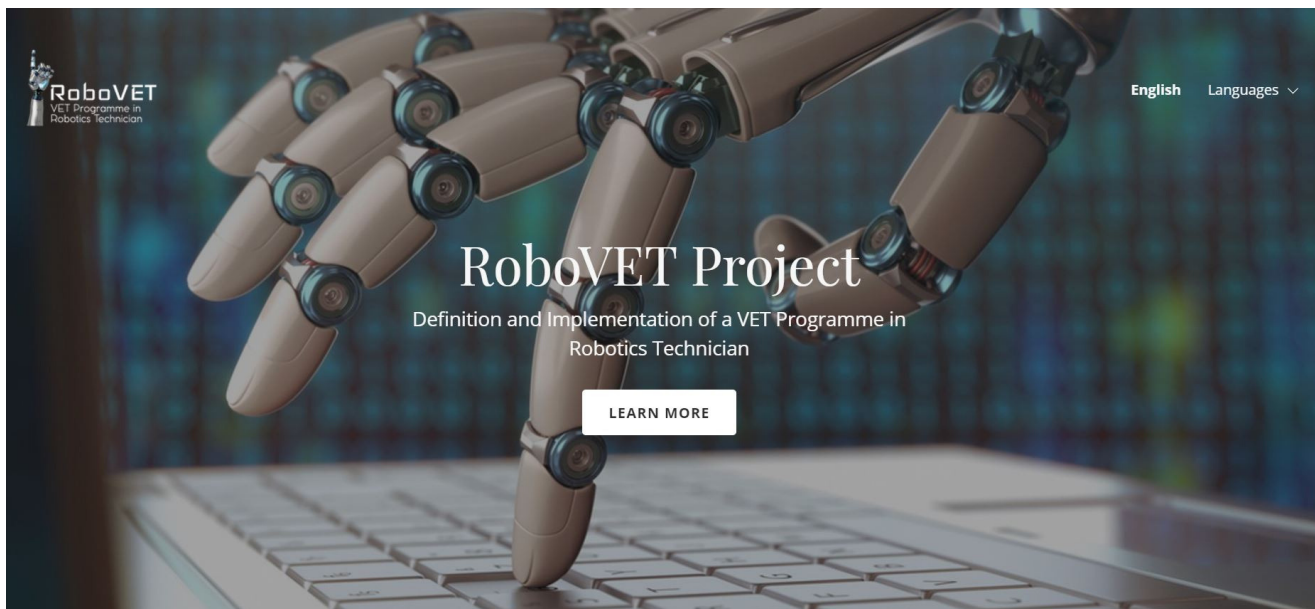 RoboVET
VET Programme in
Robotics Technician
English Languages
RoboVET Project
Definition and Implementation of a VET Programme in
Robotics Technician
LEARN MORE